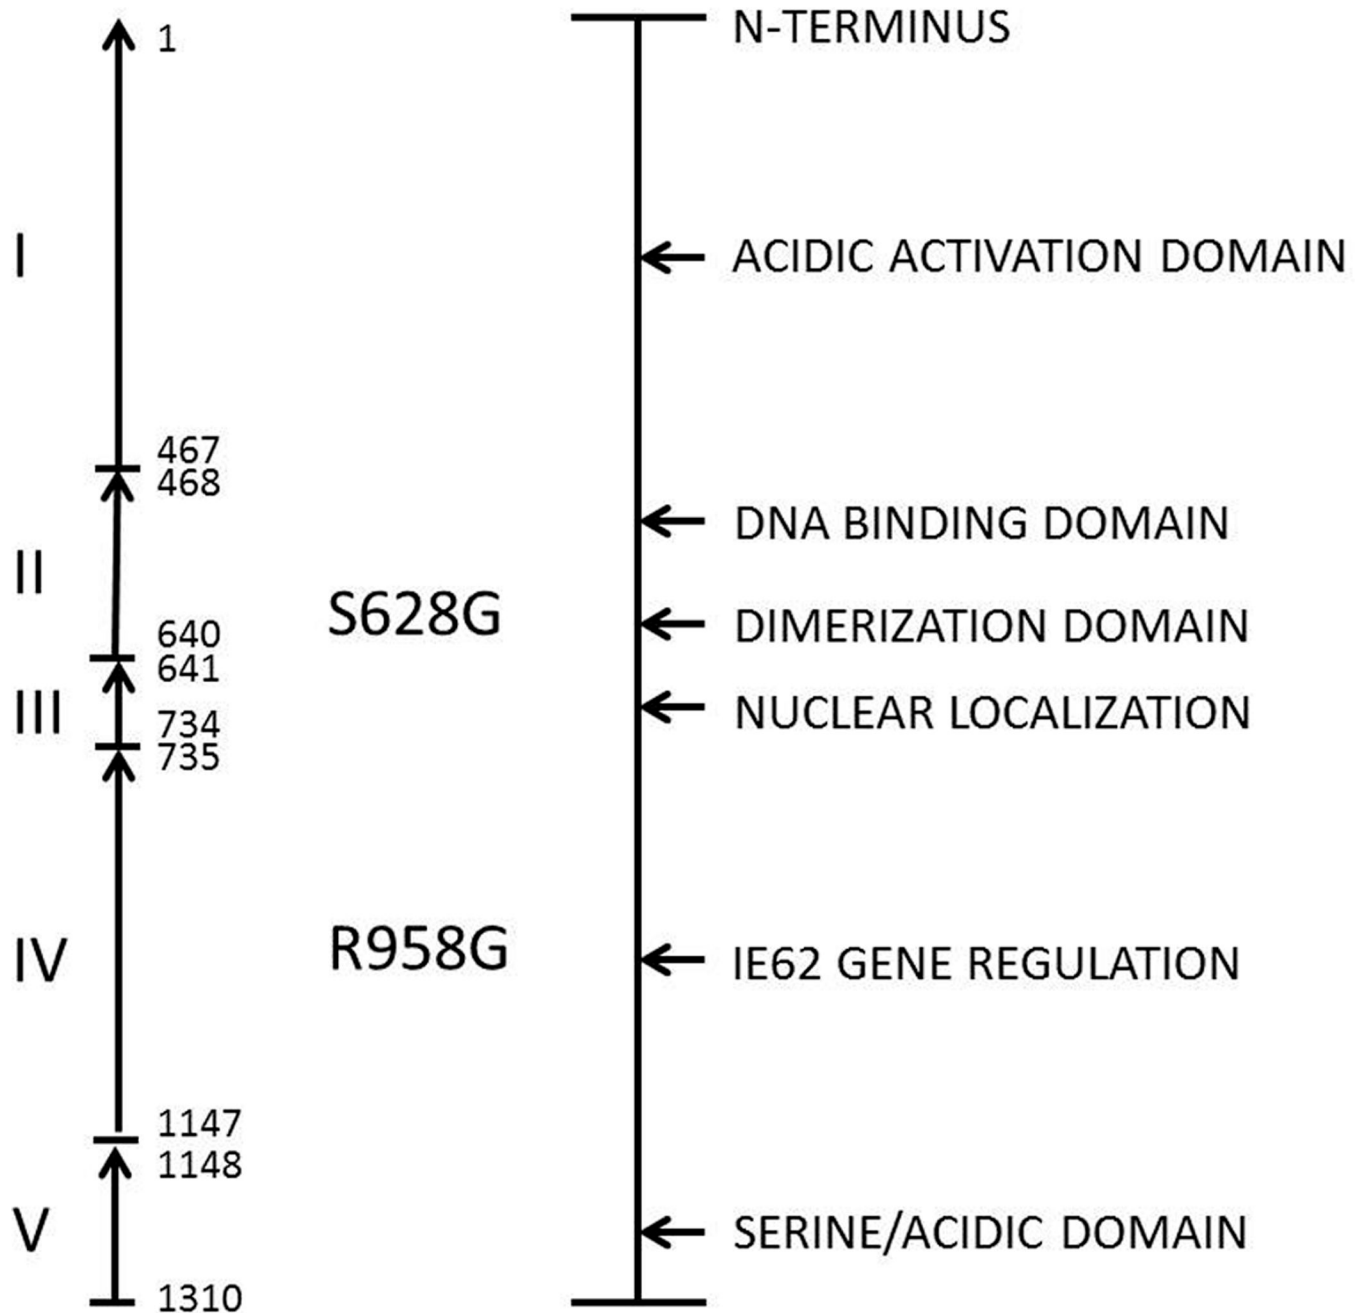 1
N-TERMINUS
I
ACIDIC ACTIVATION DOMAIN
467
468
DNA BINDING DOMAIN
II
S628G
DIMERIZATION DOMAIN
640
641
III
NUCLEAR LOCALIZATION
734
735
IV
R958G
IE62 GENE REGULATION
1147
1148
V
SERINE/ACIDIC DOMAIN
1310